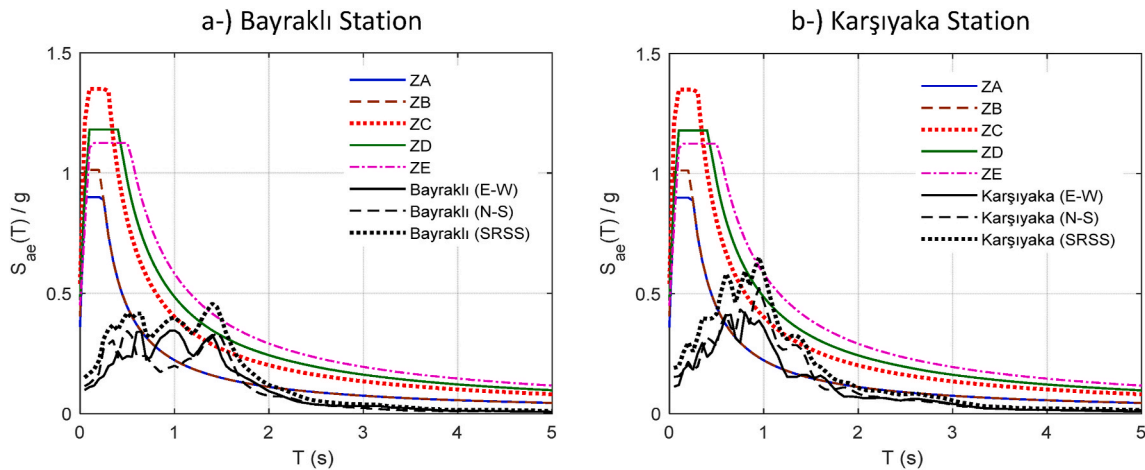 a-) Bayraklı Station
1.5
1
0.5
0
S_ae(T) / g
ZA
ZB
ZC
ZD
ZE
Bayraklı (E-W)
Bayraklı (N-S)
Bayraklı (SRSS)
0 1 2 3 4 5
T (s)
b-) Karşıyaka Station
1.5
1
0.5
0
S_ae(T) / g
ZA
ZB
ZC
ZD
ZE
Karşıyaka (E-W)
Karşıyaka (N-S)
Karşıyaka (SRSS)
0 1 2 3 4 5
T (s)